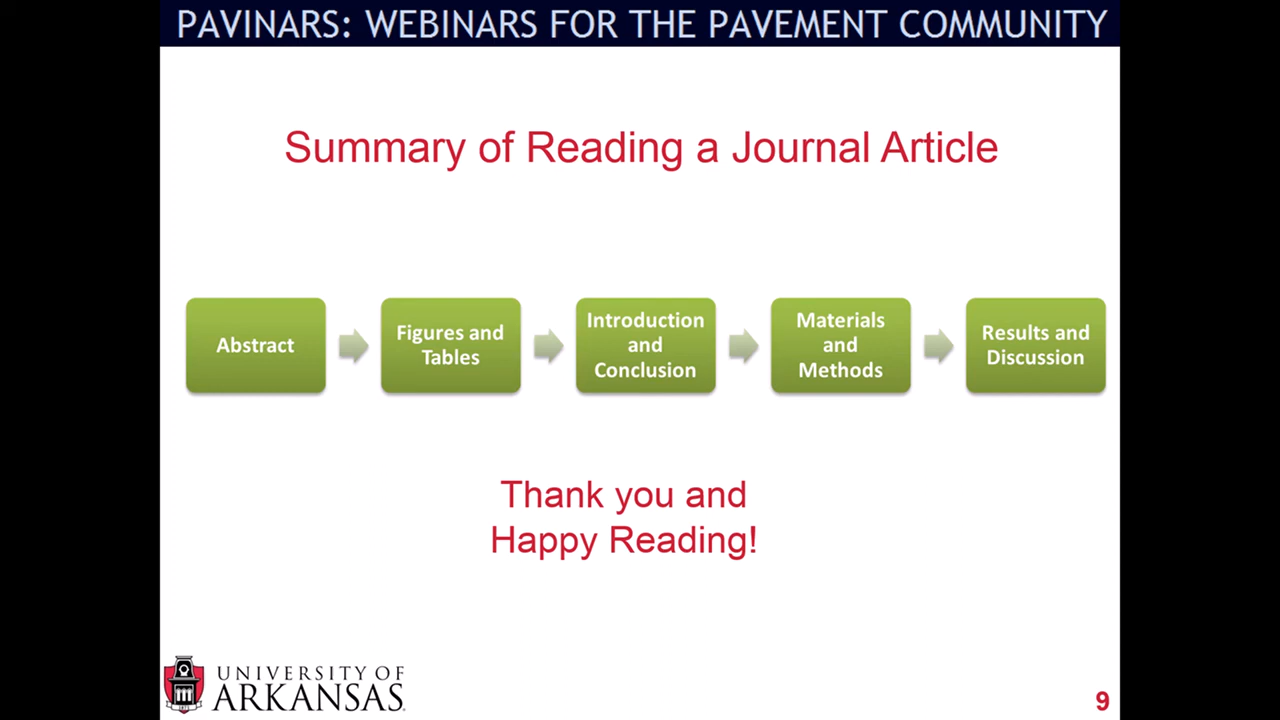 PAVINARS: WEBINARS FOR THE PAVEMENT COMMUNITY
Summary of Reading a Journal Article
Abstract
Figures and
Tables
Introduction
and
Conclusion
Materials
and
Methods
Results and
Discussion
Thank you and
Happy Reading!
UNIVERSITY OF
ARKANSAS
9